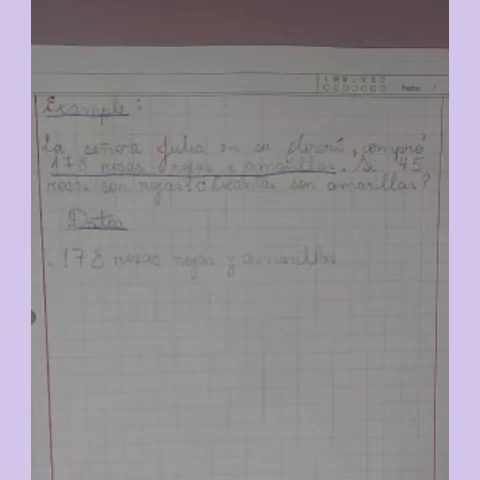 Example:
La señora Julia en su florería, compró
178 rosas rojas y amarillas. Si 45
rosas son rojas ¿Cuántas son amarillas?
Datos
-178 rosas rojas y amarillas
Fecha